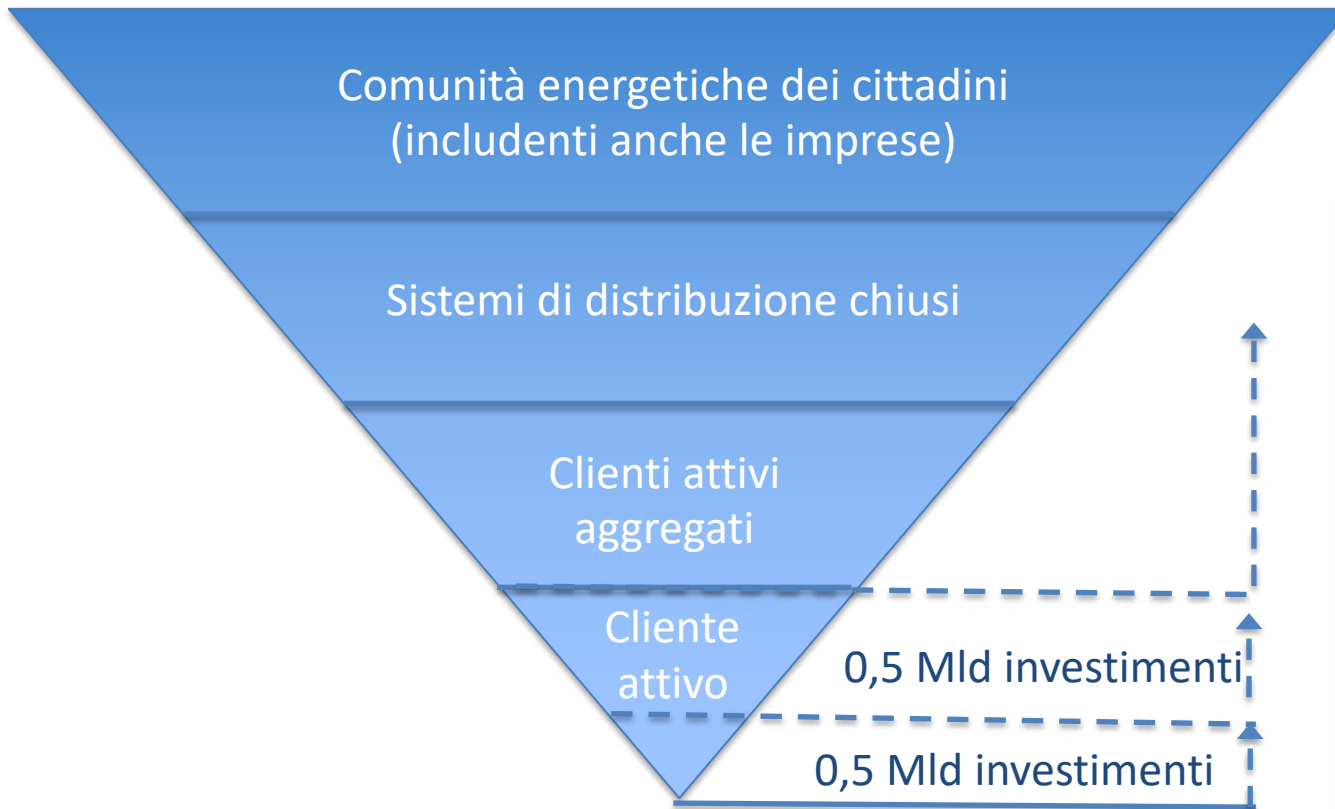 Comunità energetiche dei cittadini
(includenti anche le imprese)
Sistemi di distribuzione chiusi
Clienti attivi
aggregati
Cliente
attivo
0,5 Mld investimenti
0,5 Mld investimenti